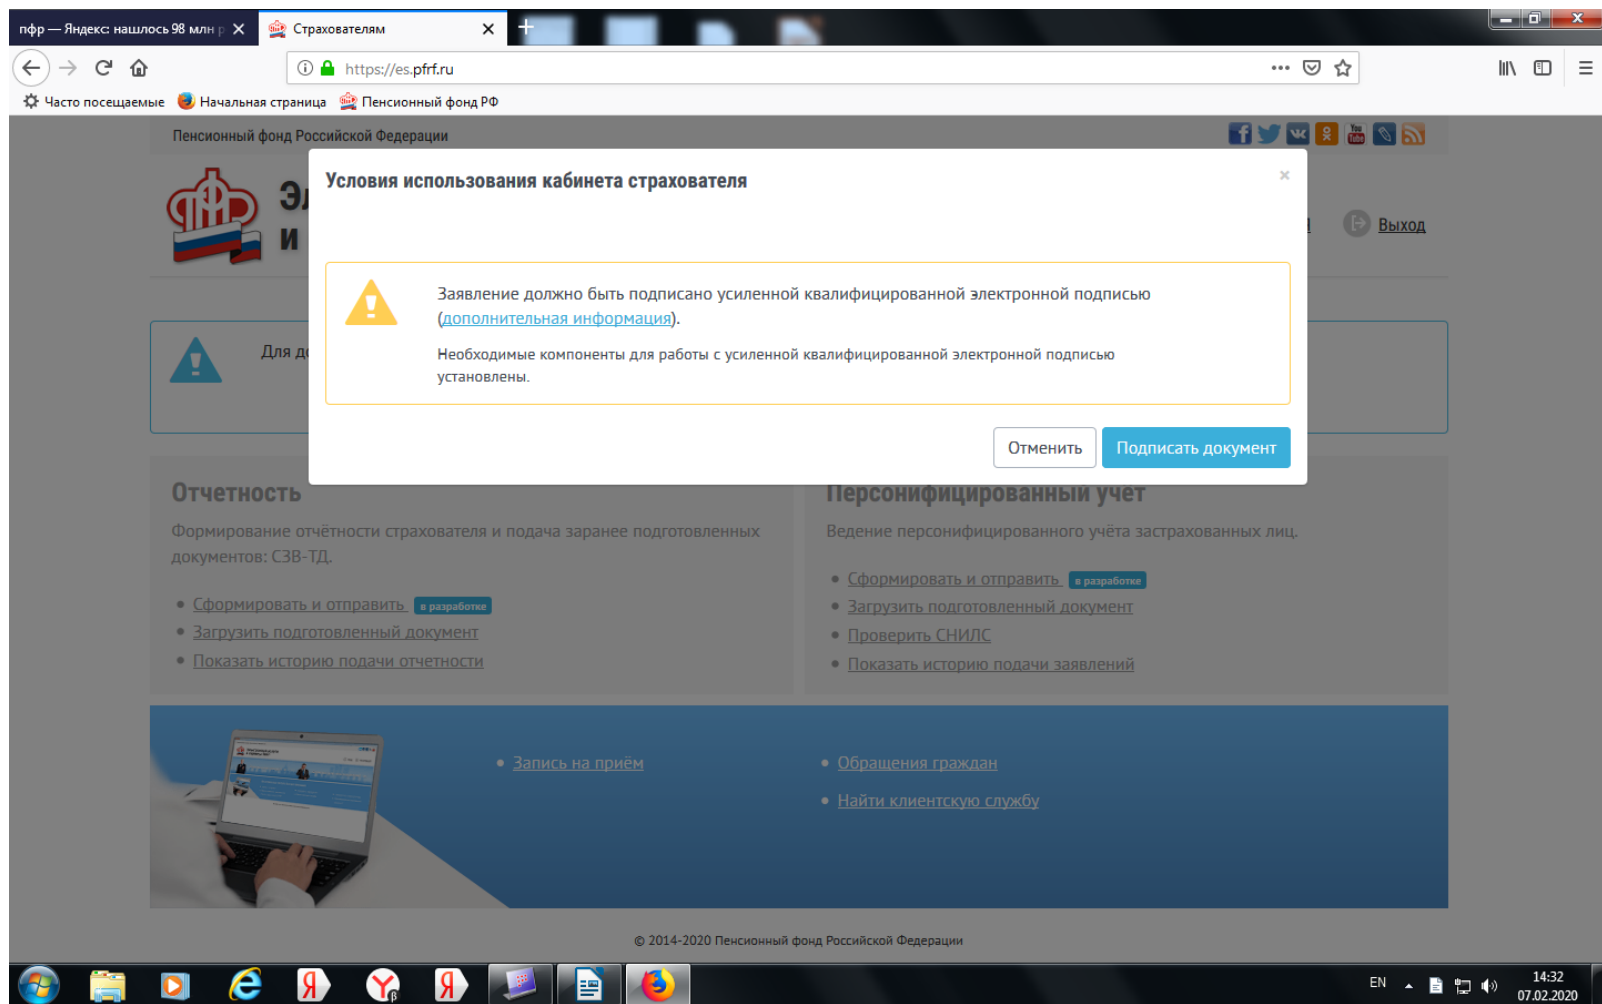 пфр — Яндекс: нашлось 98 млн р
Страхователям
https://es.pfrf.ru
Часто посещаемые
Начальная страница
Пенсионный фонд РФ
Пенсионный фонд Российской Федерации
Условия использования кабинета страхователя
Эл
и
Выход
Заявление должно быть подписано усиленной квалифицированной электронной подписью
(дополнительная информация).
Для до
Необходимые компоненты для работы с усиленной квалифицированной электронной подписью
установлены.
Отменить
Подписать документ
Отчетность
Формирование отчётности страхователя и подача заранее подготовленных
документов: СЗВ-ТД.
Сформировать и отправить в разработке
Загрузить подготовленный документ
Показать историю подачи отчетности
Персонифицированный учет
Ведение персонифицированного учёта застрахованных лиц.
Сформировать и отправить в разработке
Загрузить подготовленный документ
Проверить СНИЛС
Показать историю подачи заявлений
Запись на приём
Обращения граждан
Найти клиентскую службу
© 2014-2020 Пенсионный фонд Российской Федерации
EN
14:32
07.02.2020